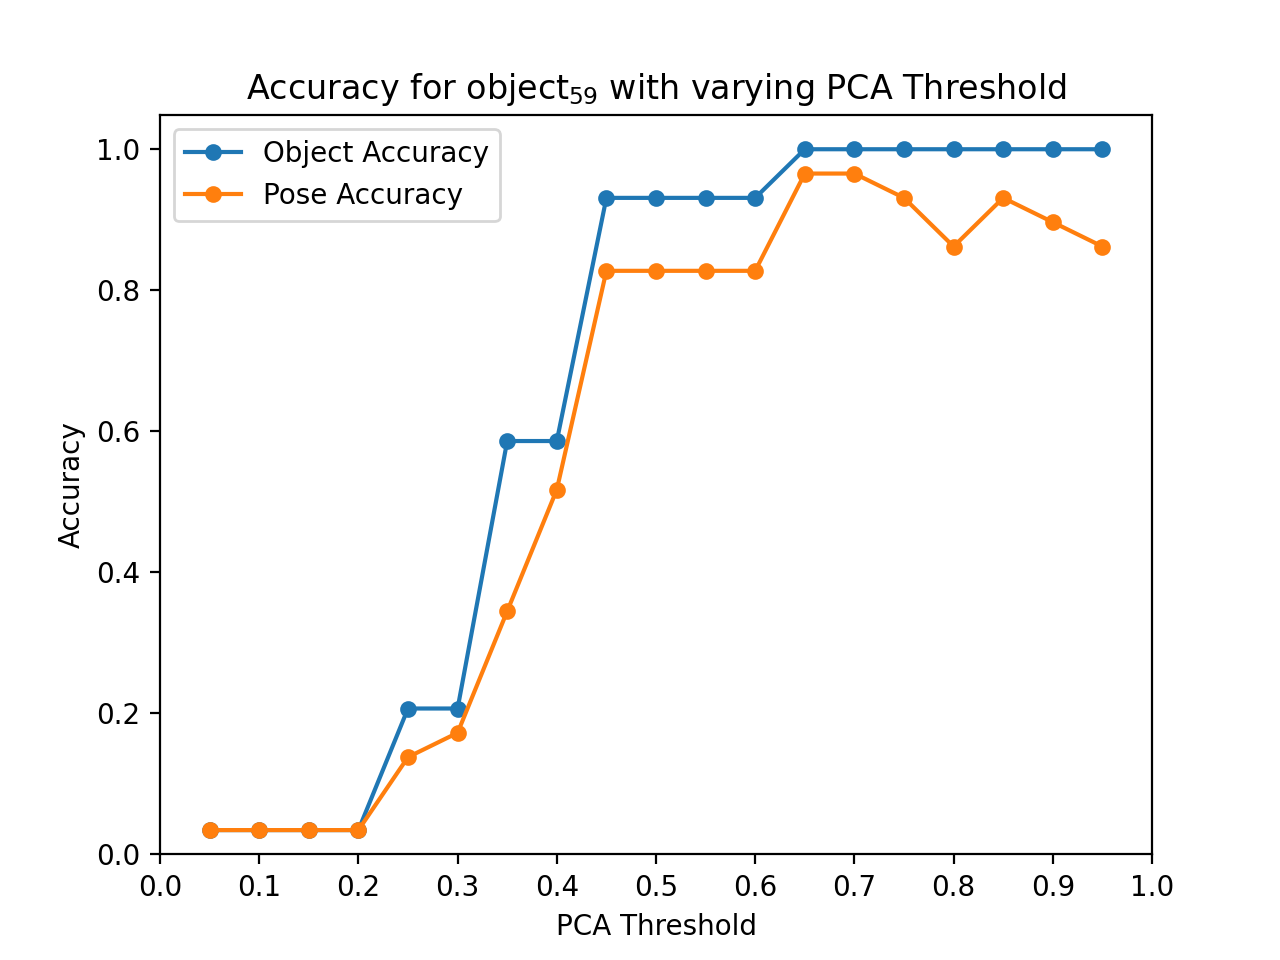 Accuracy for object₅₉ with varying PCA Threshold
Object Accuracy
Pose Accuracy
Accuracy
1.0
0.8
0.6
0.4
0.2
0.0
0.0 0.1 0.2 0.3 0.4 0.5 0.6 0.7 0.8 0.9 1.0
PCA Threshold